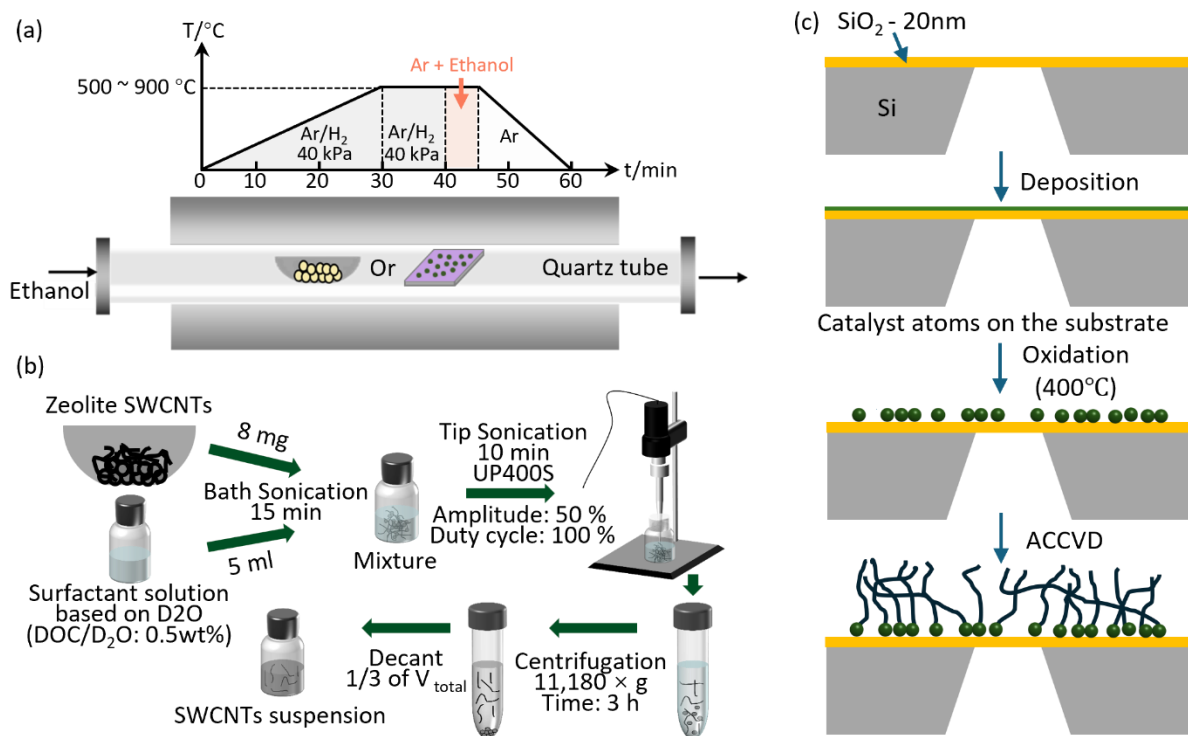 (a)
T/°C
500 ~ 900 °C
Ar + Ethanol
Ar/H₂
40 kPa
Ar/H₂
40 kPa
Ar
0 10 20 30 40 50 60
t/min
Ethanol
Or
Quartz tube
(b)
Zeolite SWCNTs
8 mg
Bath Sonication
15 min
5 ml
Surfactant solution
based on D2O
(DOC/D₂O: 0.5wt%)
Mixture
Tip Sonication
10 min
UP400S
Amplitude: 50 %
Duty cycle: 100 %
Centrifugation
11,180 × g
Time: 3 h
Decant
1/3 of V total
SWCNTs suspension
(c)
SiO₂ - 20nm
Si
Deposition
Catalyst atoms on the substrate
Oxidation
(400℃)
ACCVD